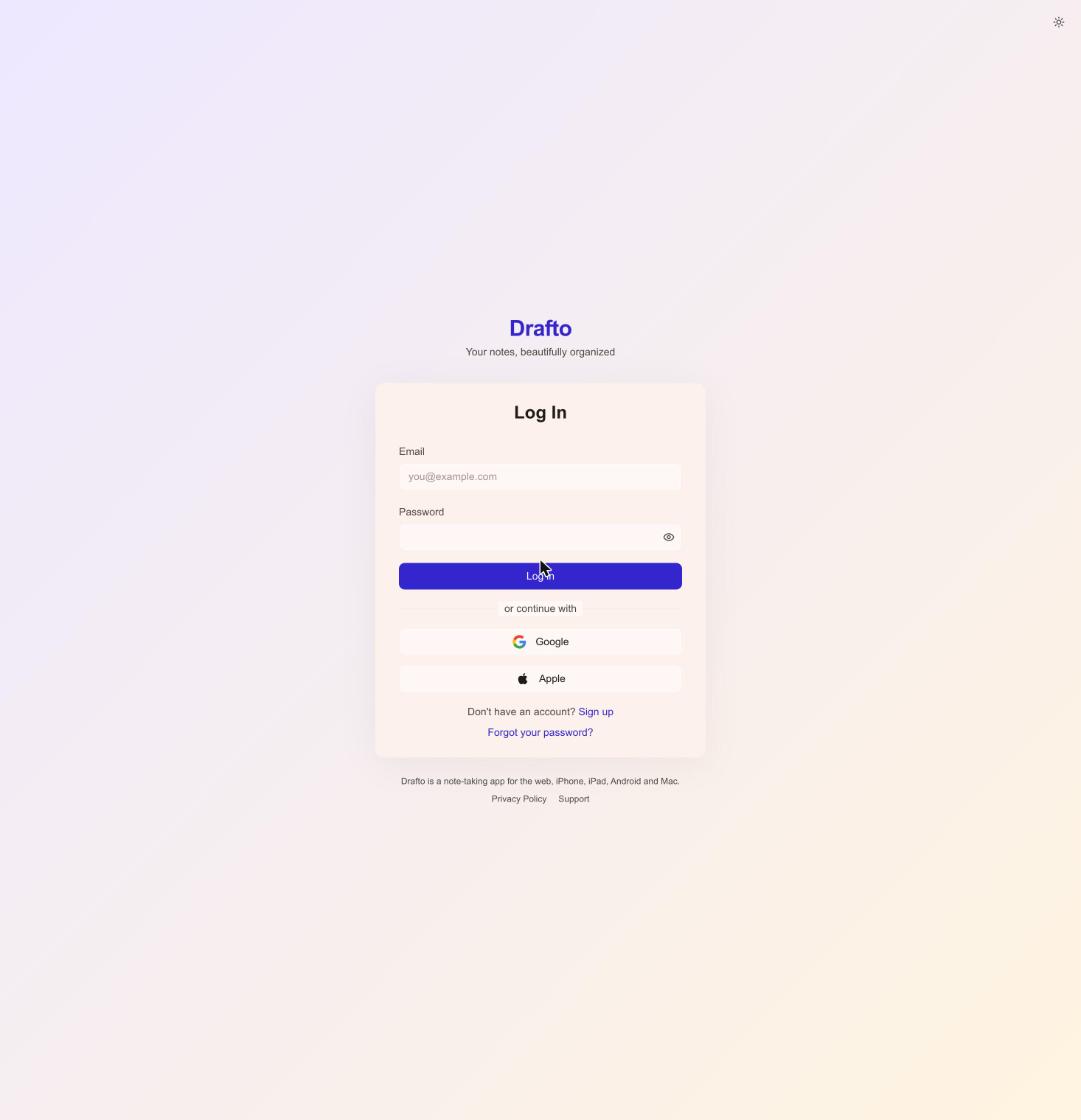 Drafto
Your notes, beautifully organized
Log In
Email
you@example.com
Password
Log in
or continue with
Google
Apple
Don't have an account? Sign up
Forgot your password?
Drafto is a note-taking app for the web, iPhone, iPad, Android and Mac.
Privacy Policy Support